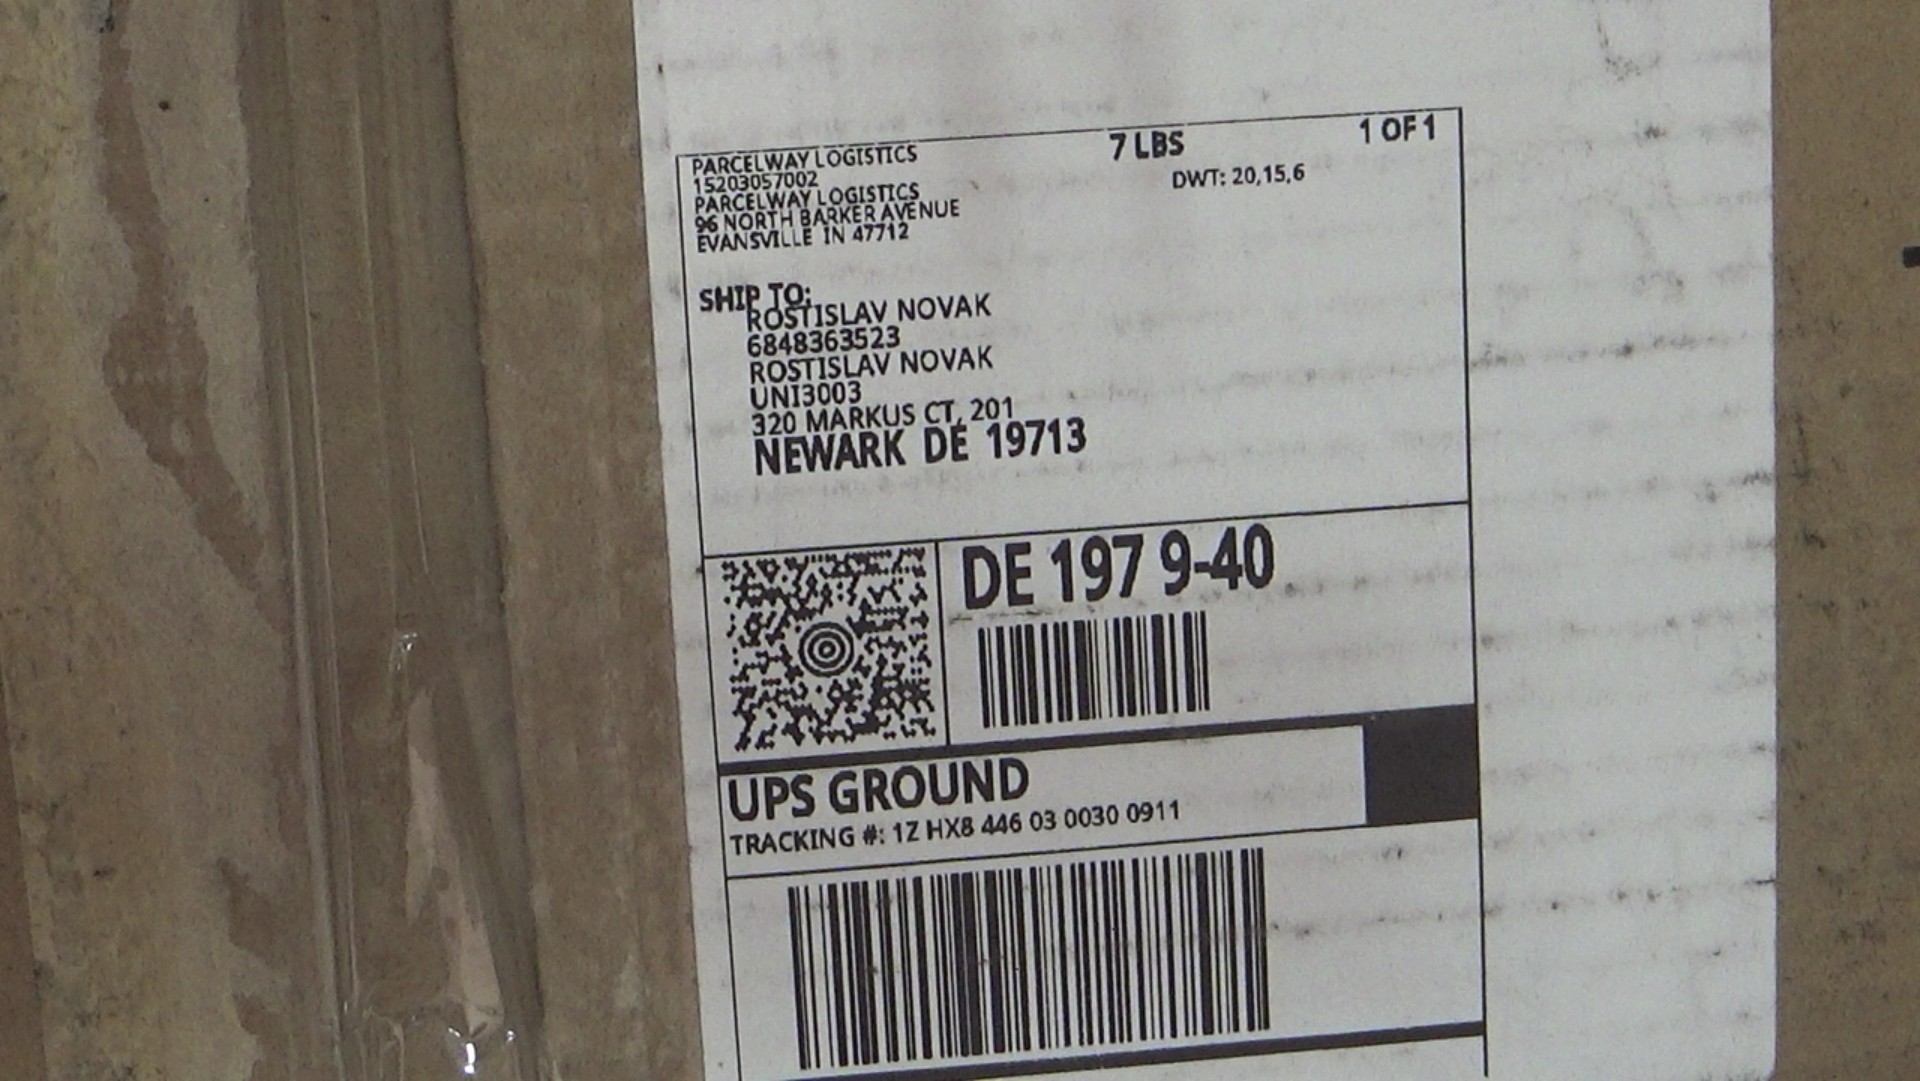 PARCELWAY LOGISTICS
15203057002
PARCELWAY LOGISTICS
96 NORTH BARKER AVENUE
EVANSVILLE IN 47712
7 LBS
1 OF 1
DWT: 20,15,6
SHIP TO:
ROSTISLAV NOVAK
6848363523
ROSTISLAV NOVAK
UNI3003
320 MARKUS CT, 201
NEWARK DE 19713
DE 197 9-40
UPS GROUND
TRACKING #: 1Z HX8 446 03 0030 0911